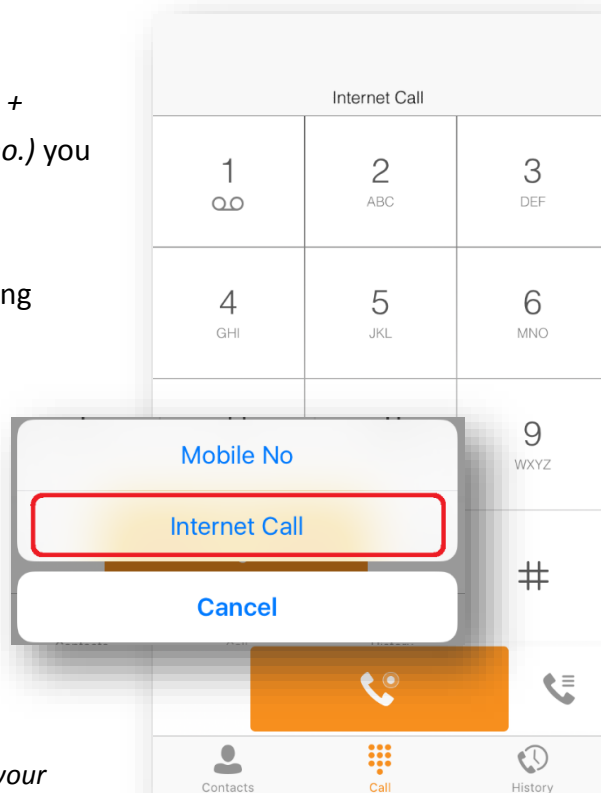 +
o.) you
ng
your
Internet Call
1 2 3
ABC DEF
4 5 6
GHI JKL MNO
9
WXYZ
#
Mobile No
Internet Call
Cancel
Contacts Call History